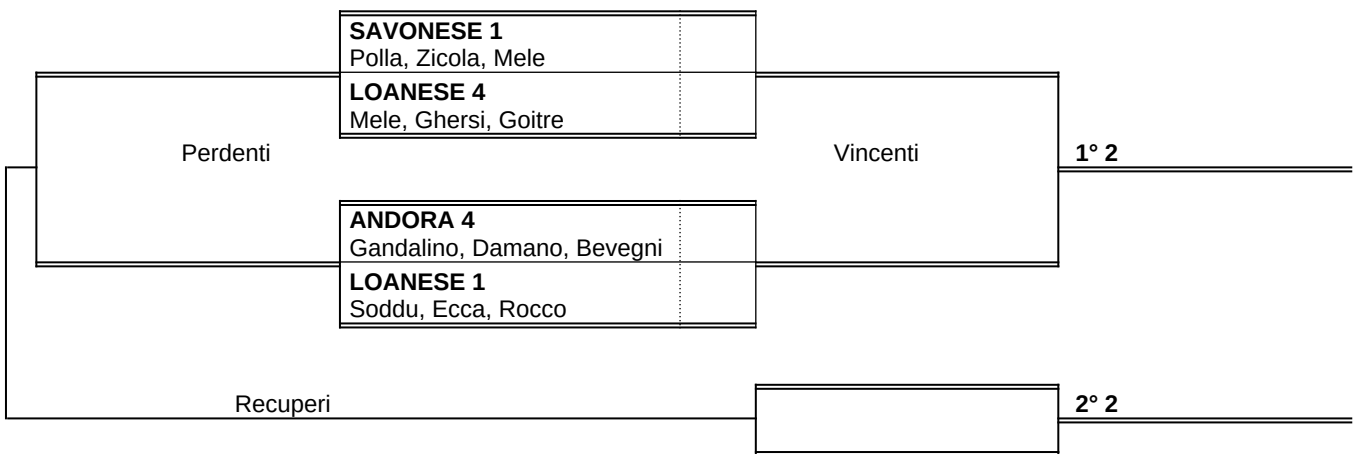 SAVONESE 1
Polla, Zicola, Mele
LOANESE 4
Mele, Ghersi, Goitre
Perdenti
Vincenti
1° 2
ANDORA 4
Gandalino, Damano, Bevegni
LOANESE 1
Soddu, Ecca, Rocco
Recuperi
2° 2